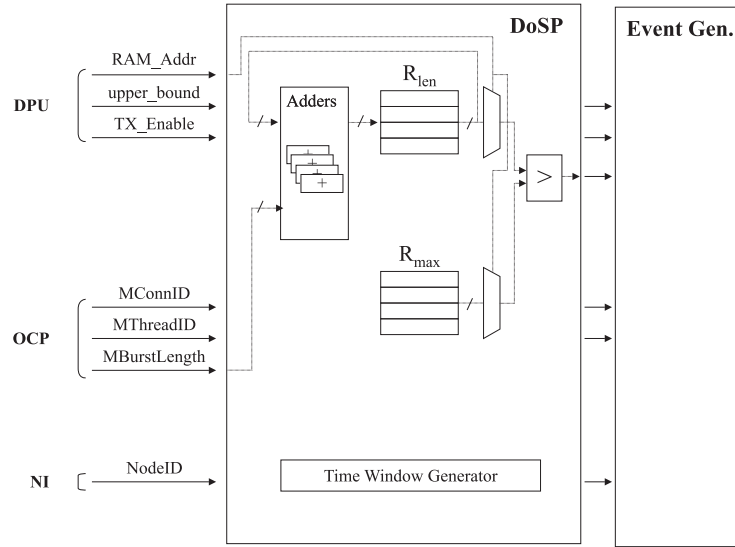 DoSP
Event Gen.
RAM_Addr
DPU
upper_bound
TX_Enable
Adders
R_len
+
+
+
+
>
R_max
MConnID
OCP
MThreadID
MBurstLength
NI
NodeID
Time Window Generator